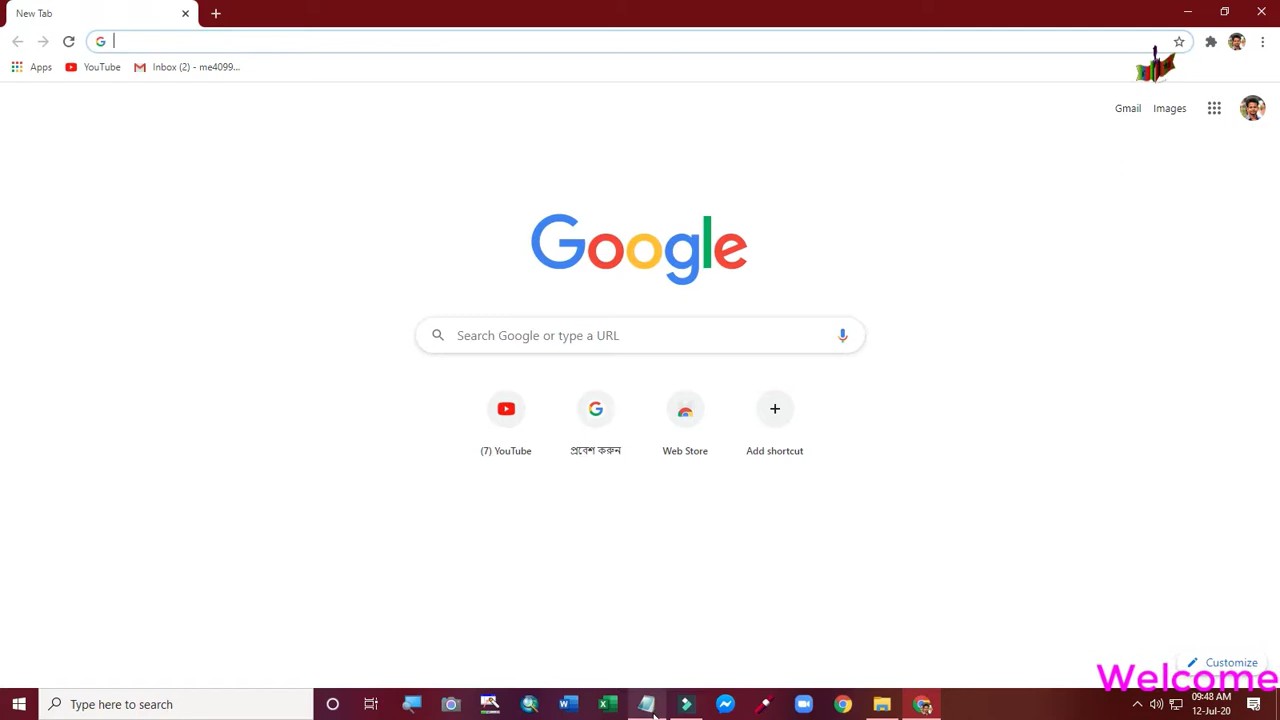 New Tab
Apps YouTube Inbox (2) - me4099...
Gmail Images
Google
Search Google or type a URL
(7) YouTube প্রবেশ করুন Web Store Add shortcut
Customize
Welcome
Type here to search
09:48 AM
12-Jul-20